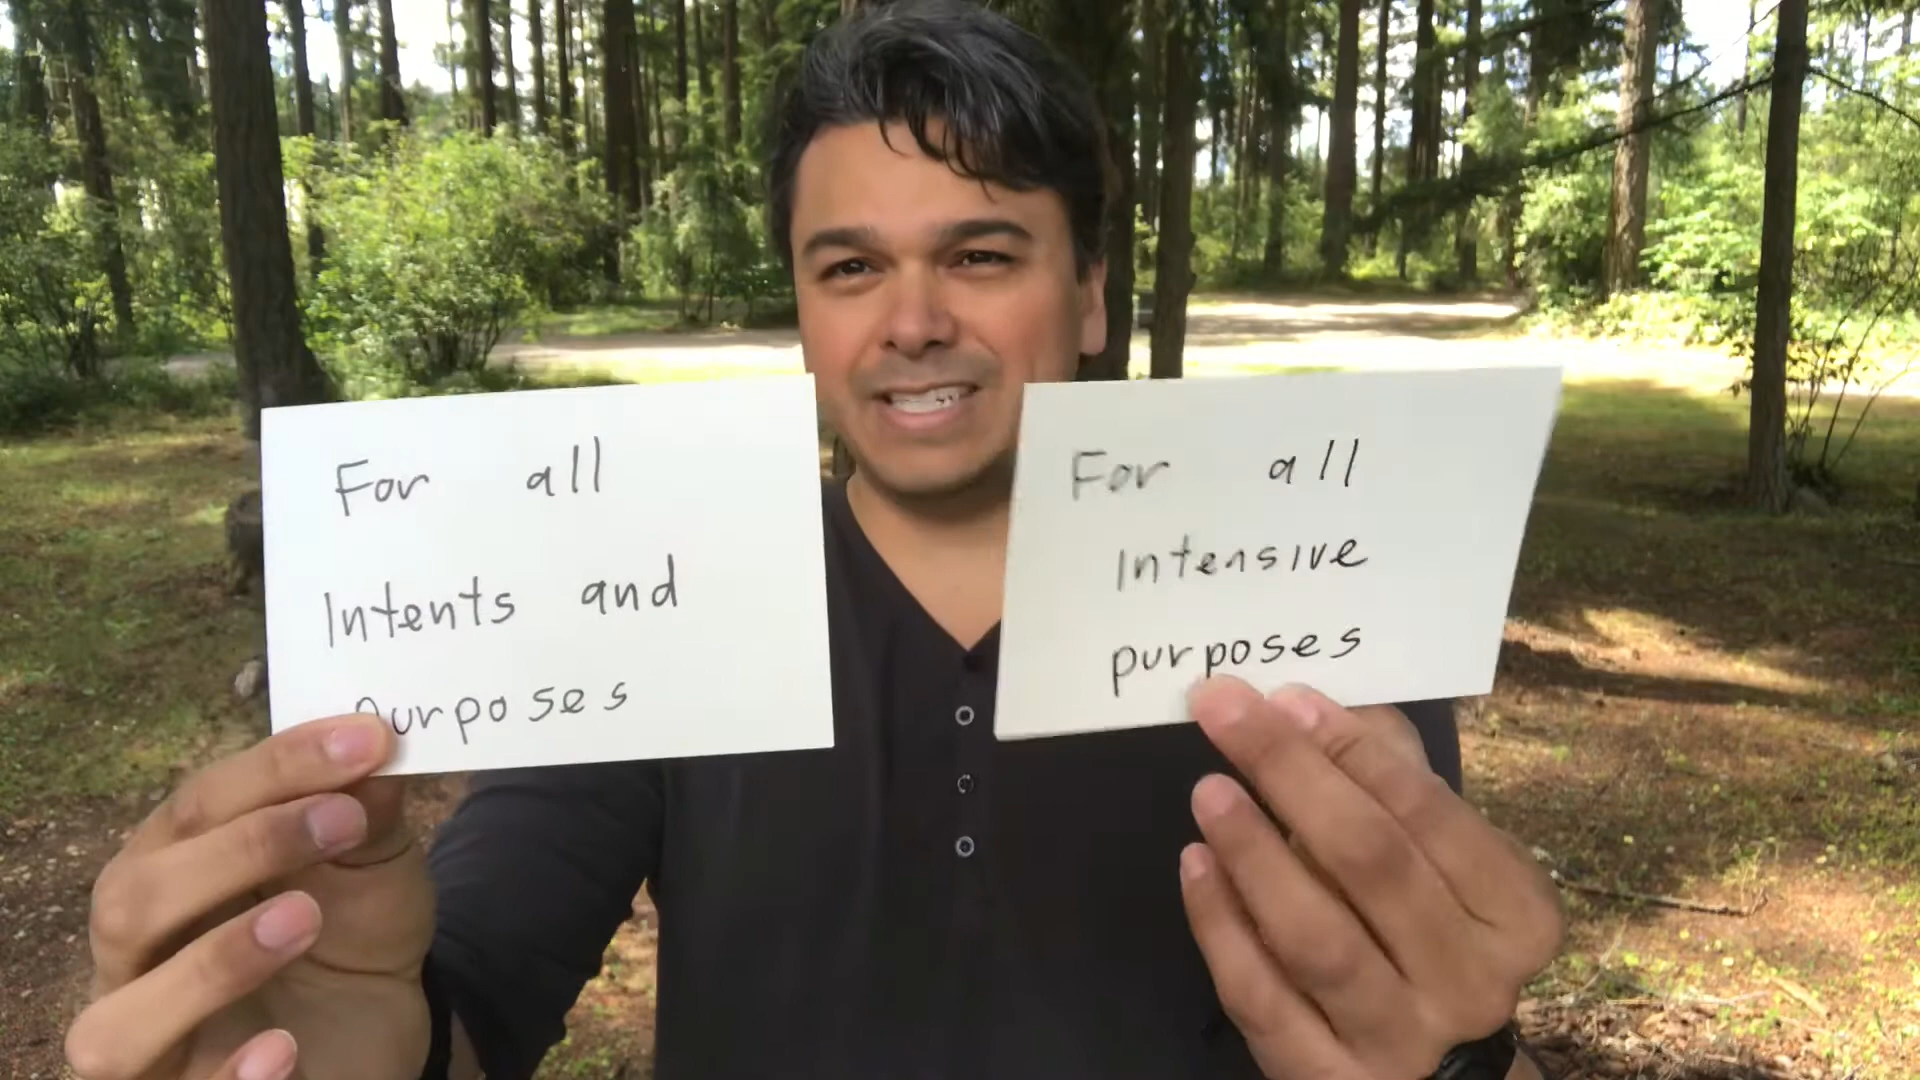 For all
Intents and
purposes
For all
Intensive
purposes